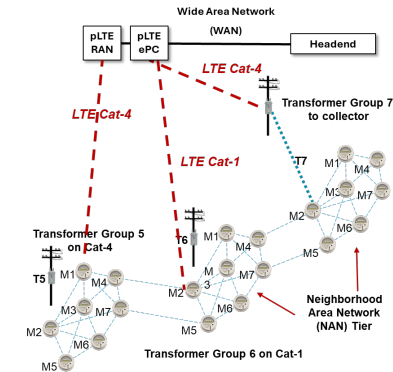 Wide Area Network
(WAN)
pLTE
RAN
pLTE
ePC
Headend
LTE Cat-4
LTE Cat-4
Transformer Group 7
to collector
LTE Cat-1
T7
M1
M4
M3
M7
M2
M6
M5
Transformer Group 5
on Cat-4
T6
M1
M4
M
3
M7
M2
M6
M5
T5
M1
M4
M3
M7
M2
M6
M5
Neighborhood
Area Network
(NAN) Tier
Transformer Group 6 on Cat-1